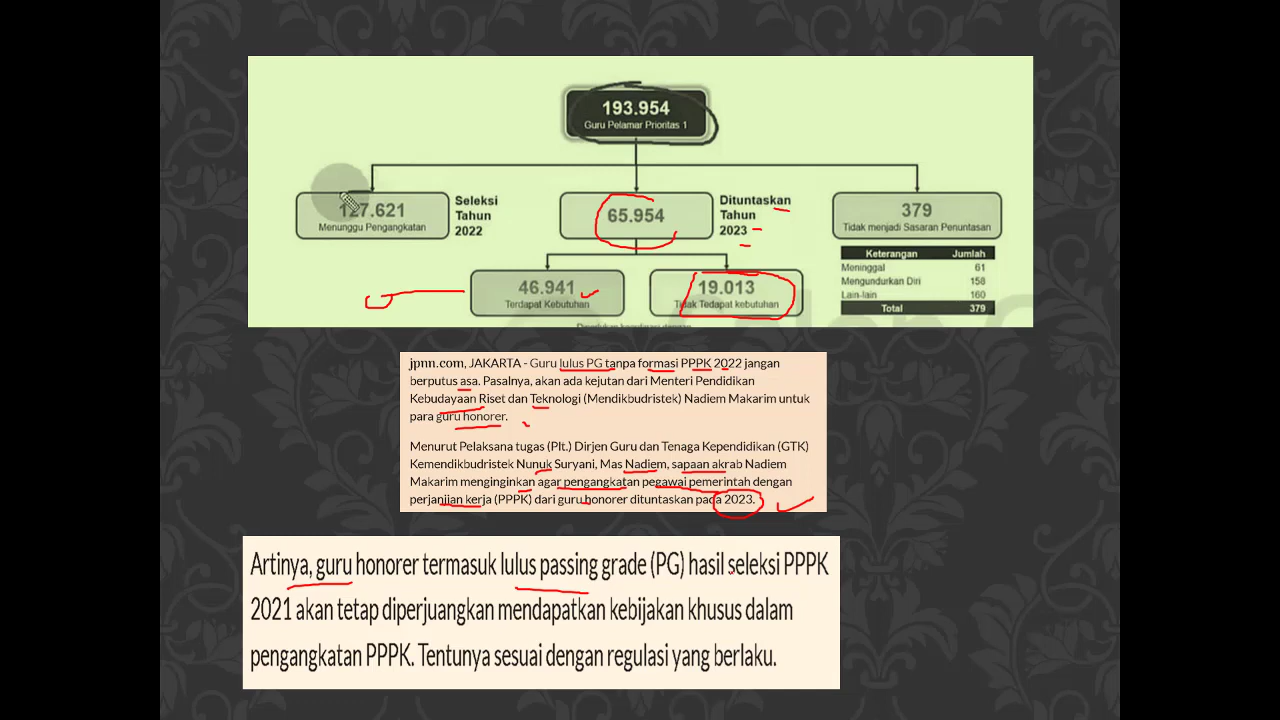 193.954
Guru Pelamar Prioritas 1
127.621
Menunggu Pengangkatan
Seleksi
Tahun
2022
65.954
Dituntaskan
Tahun
2023
379
Tidak menjadi Sasaran Penuntasan
46.941
Terdapat Kebutuhan
19.013
Tidak Tedapat kebutuhan
Keterangan Jumlah
Meninggal 61
Mengundurkan Diri 158
Lain-lain 160
Total 379
jpnn.com, JAKARTA - Guru lulus PG tanpa formasi PPPK 2022 jangan
berputus asa. Pasalnya, akan ada kejutan dari Menteri Pendidikan
Kebudayaan Riset dan Teknologi (Mendikbudristek) Nadiem Makarim untuk
para guru honorer.
Menurut Pelaksana tugas (Plt.) Dirjen Guru dan Tenaga Kependidikan (GTK)
Kemendikbudristek Nunuk Suryani, Mas Nadiem, sapaan akrab Nadiem
Makarim menginginkan agar pengangkatan pegawai pemerintah dengan
perjanjian kerja (PPPK) dari guru honorer dituntaskan pada 2023.
Artinya, guru honorer termasuk lulus passing grade (PG) hasil seleksi PPPK
2021 akan tetap diperjuangkan mendapatkan kebijakan khusus dalam
pengangkatan PPPK. Tentunya sesuai dengan regulasi yang berlaku.